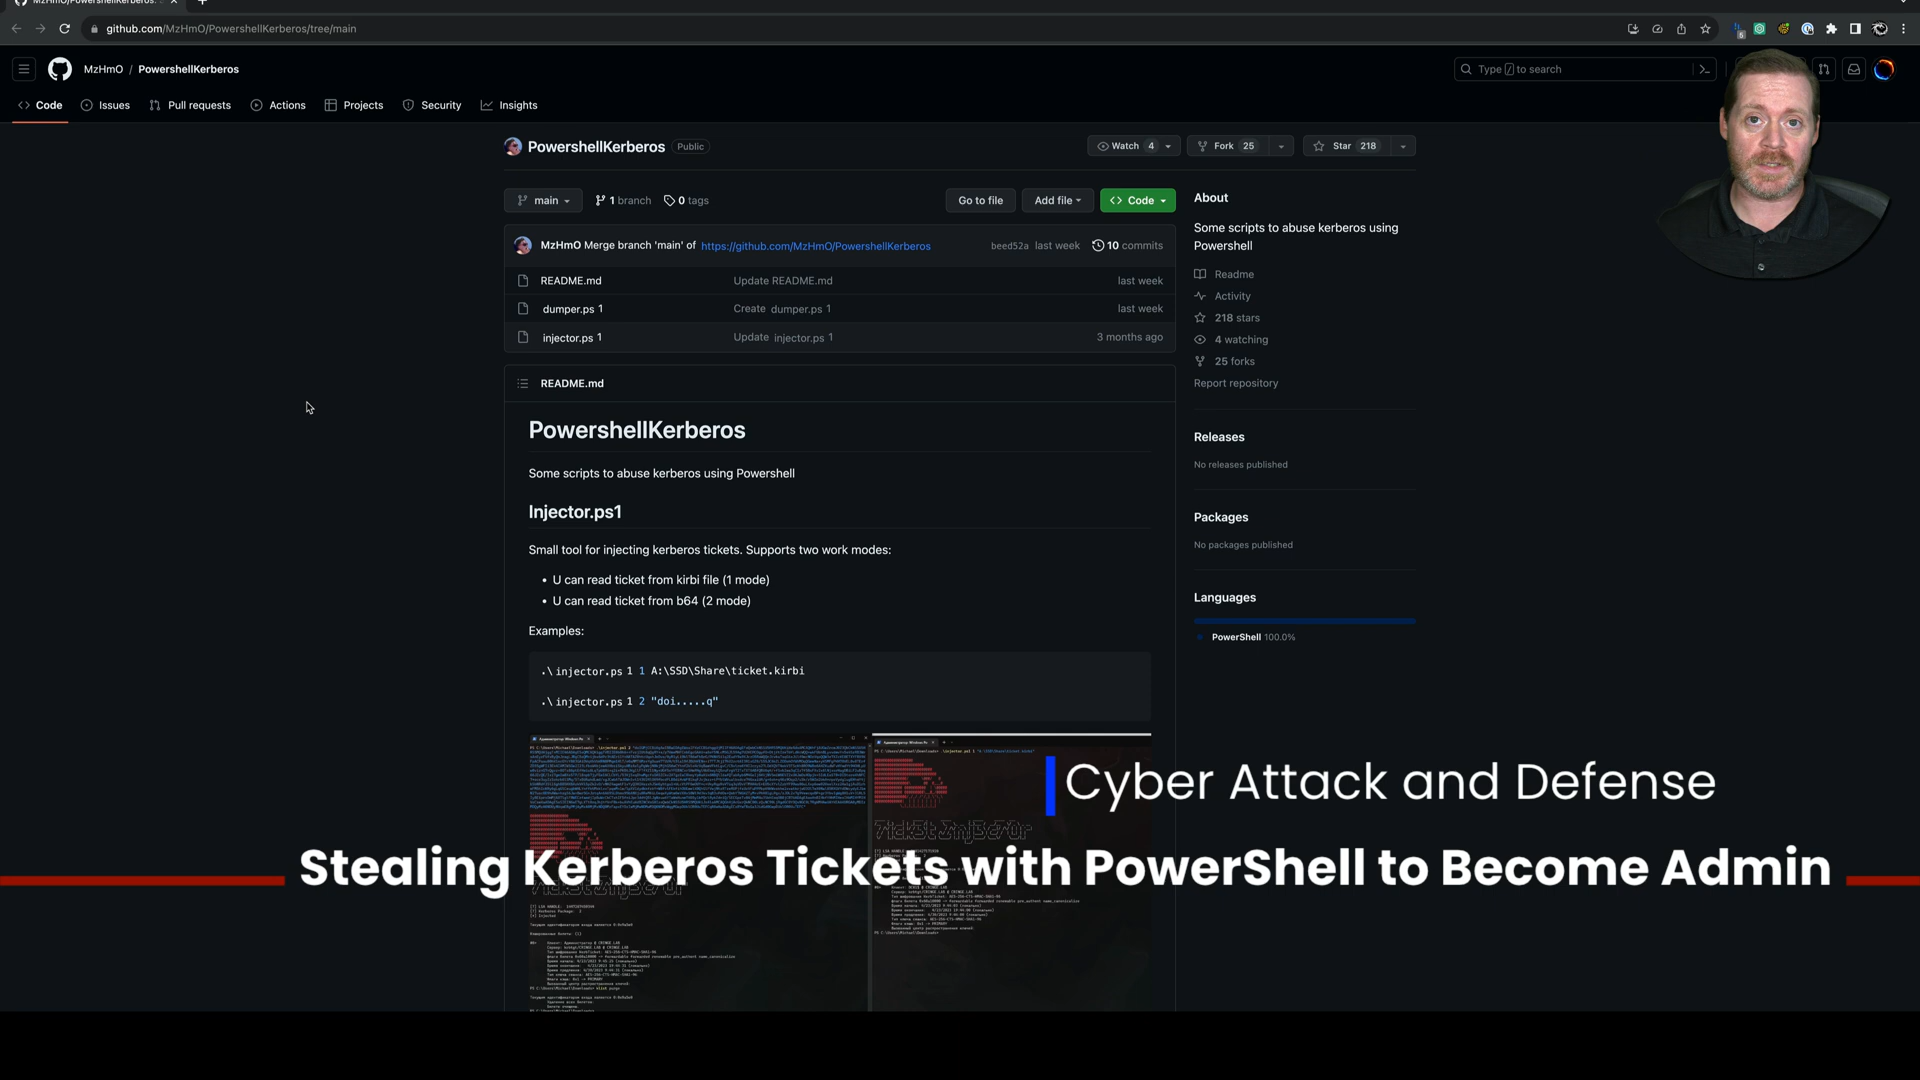 MzHmO/PowershellKerberos:
github.com/MzHmO/PowershellKerberos/tree/main
5
MzHmO / PowershellKerberos
Type / to search
Code Issues Pull requests Actions Projects Security Insights
PowershellKerberos Public
Watch 4 Fork 25 Star 218
main 1 branch 0 tags Go to file Add file Code
MzHmO Merge branch 'main' of https://github.com/MzHmO/PowershellKerberos beed52a last week 10 commits
README.md Update README.md last week
dumper.ps 1 Create dumper.ps 1 last week
injector.ps 1 Update injector.ps 1 3 months ago
README.md
PowershellKerberos
Some scripts to abuse kerberos using Powershell
Injector.ps1
Small tool for injecting kerberos tickets. Supports two work modes:
• U can read ticket from kirbi file (1 mode)
• U can read ticket from b64 (2 mode)
Examples:
.\ injector.ps 1 1 A:\SSD\Share\ticket.kirbi
.\ injector.ps 1 2 "doi.....q"
About
Some scripts to abuse kerberos using
Powershell
Readme
Activity
218 stars
4 watching
25 forks
Report repository
Releases
No releases published
Packages
No packages published
Languages
PowerShell 100.0%
Cyber Attack and Defense
Stealing Kerberos Tickets with PowerShell to Become Admin